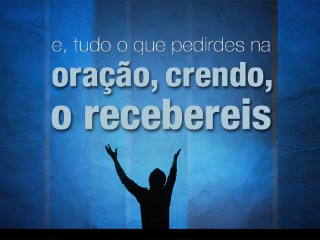 e, tudo o que pedirdes na
oração, crendo,
o recebereis